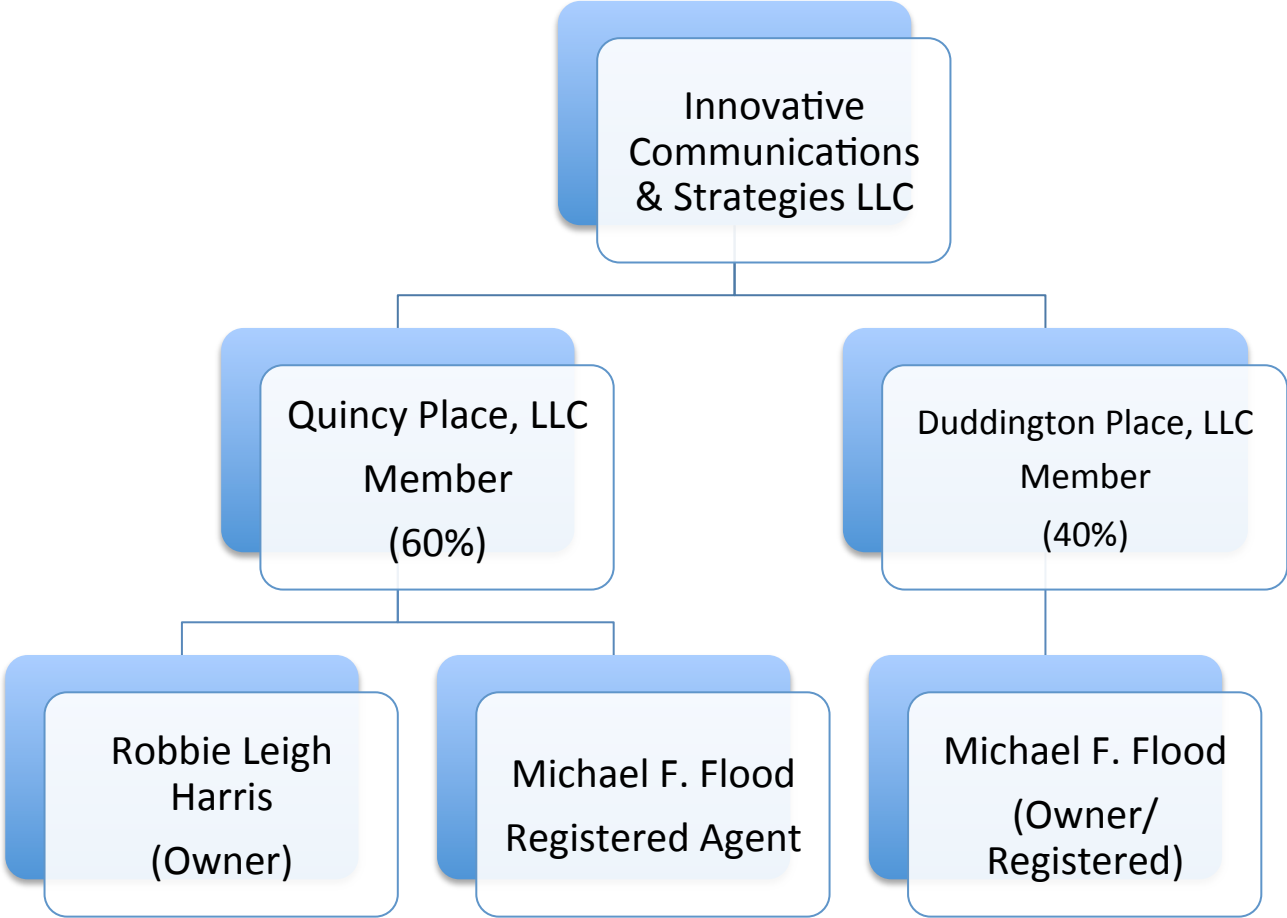 Innovative
Communications
& Strategies LLC
Quincy Place, LLC
Member
(60%)
Duddington Place, LLC
Member
(40%)
Robbie Leigh
Harris
(Owner)
Michael F. Flood
Registered Agent
Michael F. Flood
(Owner/
Registered)